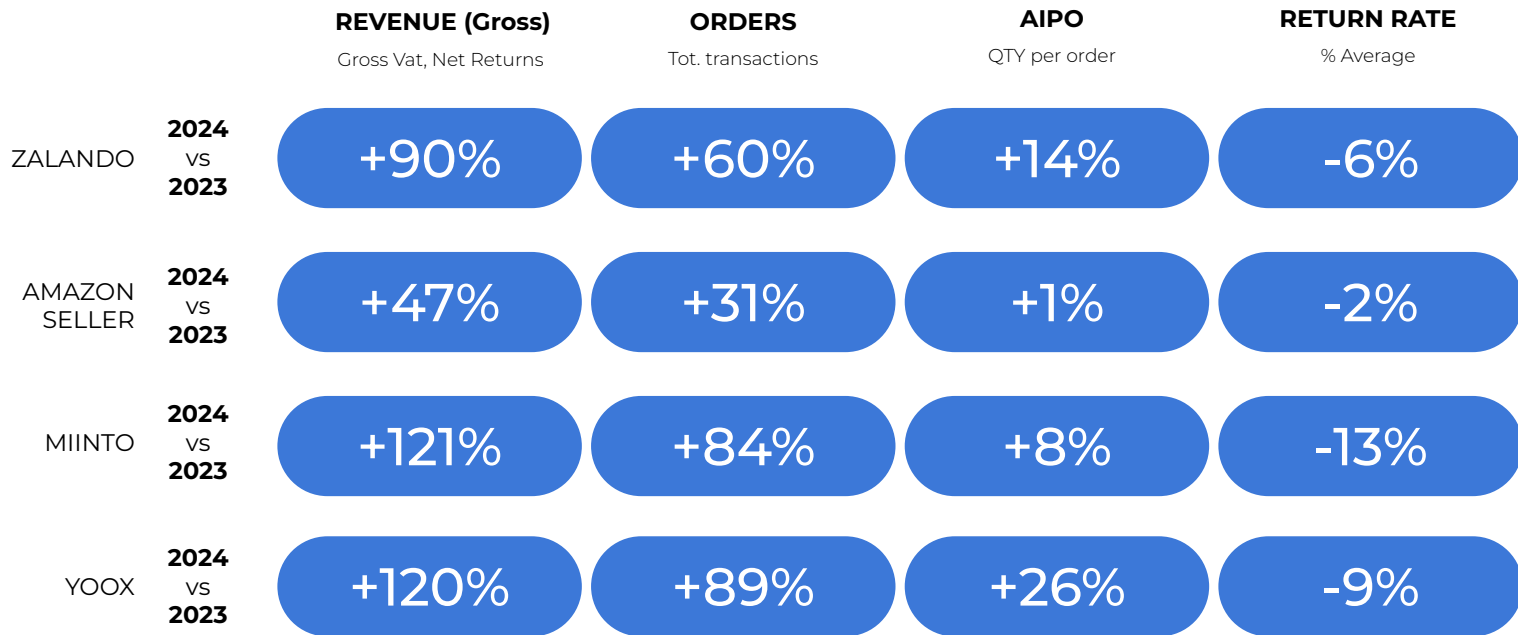 REVENUE (Gross)
Gross Vat, Net Returns
ORDERS
Tot. transactions
AIPO
QTY per order
RETURN RATE
% Average
ZALANDO
2024
vs
2023
+90%
+60%
+14%
-6%
AMAZON
SELLER
2024
vs
2023
+47%
+31%
+1%
-2%
MIINTO
2024
vs
2023
+121%
+84%
+8%
-13%
YOOX
2024
vs
2023
+120%
+89%
+26%
-9%